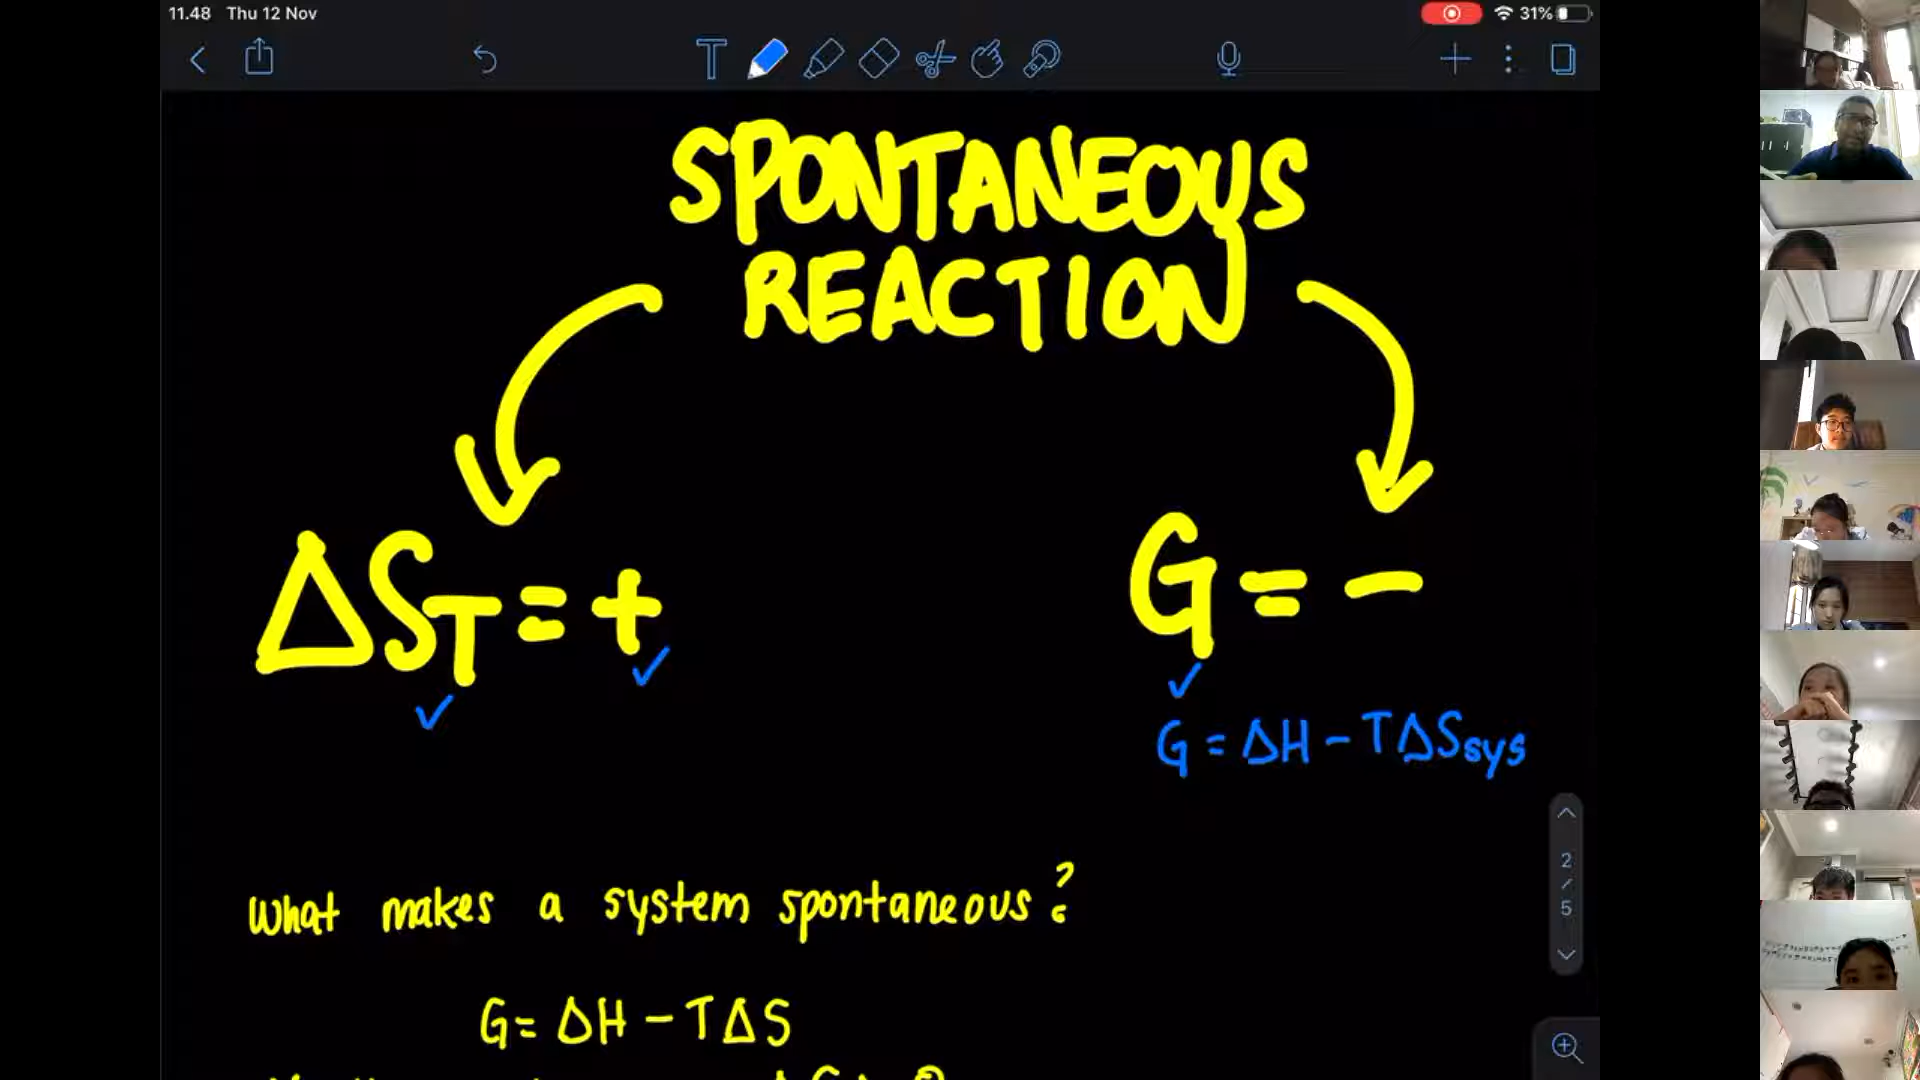 11.48 Thu 12 Nov
31%
SPONTANEOUS
REACTION
ΔST = +
G = -
G = ΔH - TΔSsys
What makes a system spontaneous?
G = ΔH - TΔS
2/5